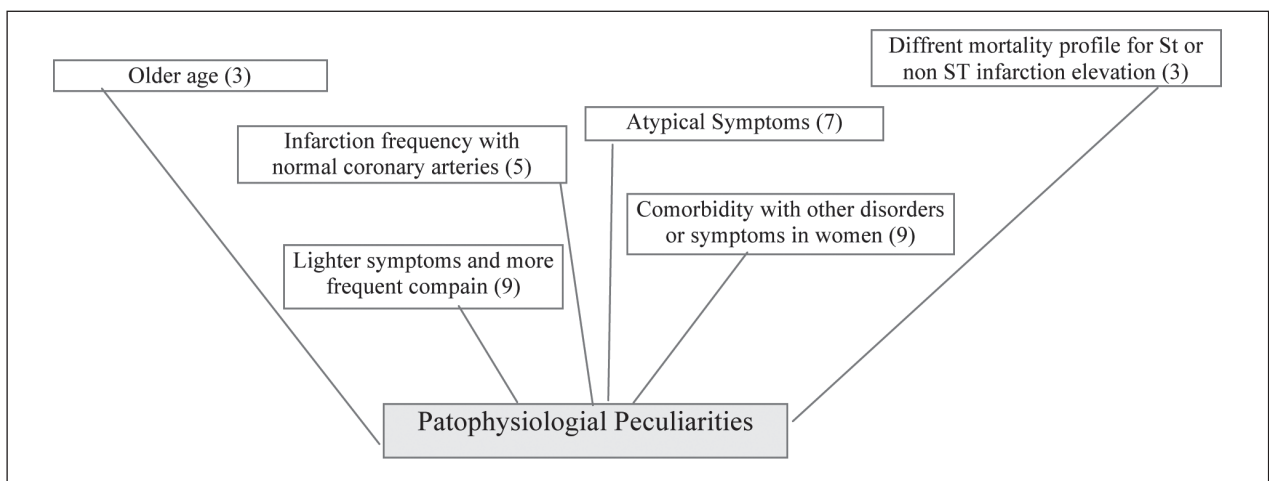 Diffrent mortality profile for St or
non ST infarction elevation (3)
Older age (3)
Atypical Symptoms (7)
Infarction frequency with
normal coronary arteries (5)
Comorbidity with other disorders
or symptoms in women (9)
Lighter symptoms and more
frequent compain (9)
Patophysiologial Peculiarities